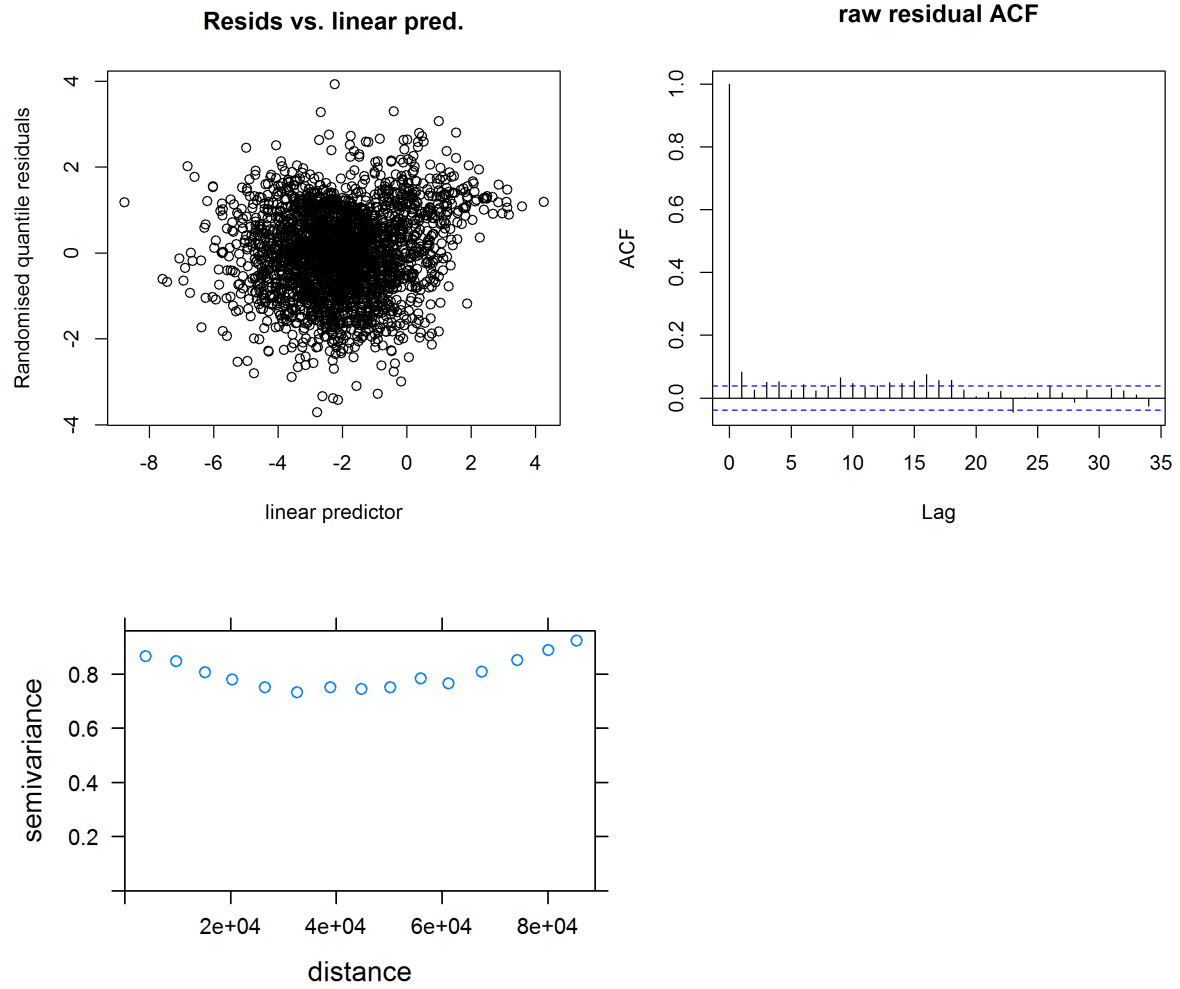 Resids vs. linear pred.
Randomised quantile residuals
4
2
0
2
-4
-8 -6 -4 -2 0 2 4
linear predictor
raw residual ACF
ACF
1.0
0.8
0.6
0.4
0.2
0.0
0 5 10 15 20 25 30 35
Lag
semivariance
0.8
0.6
0.4
0.2
2e+04 4e+04 6e+04 8e+04
distance